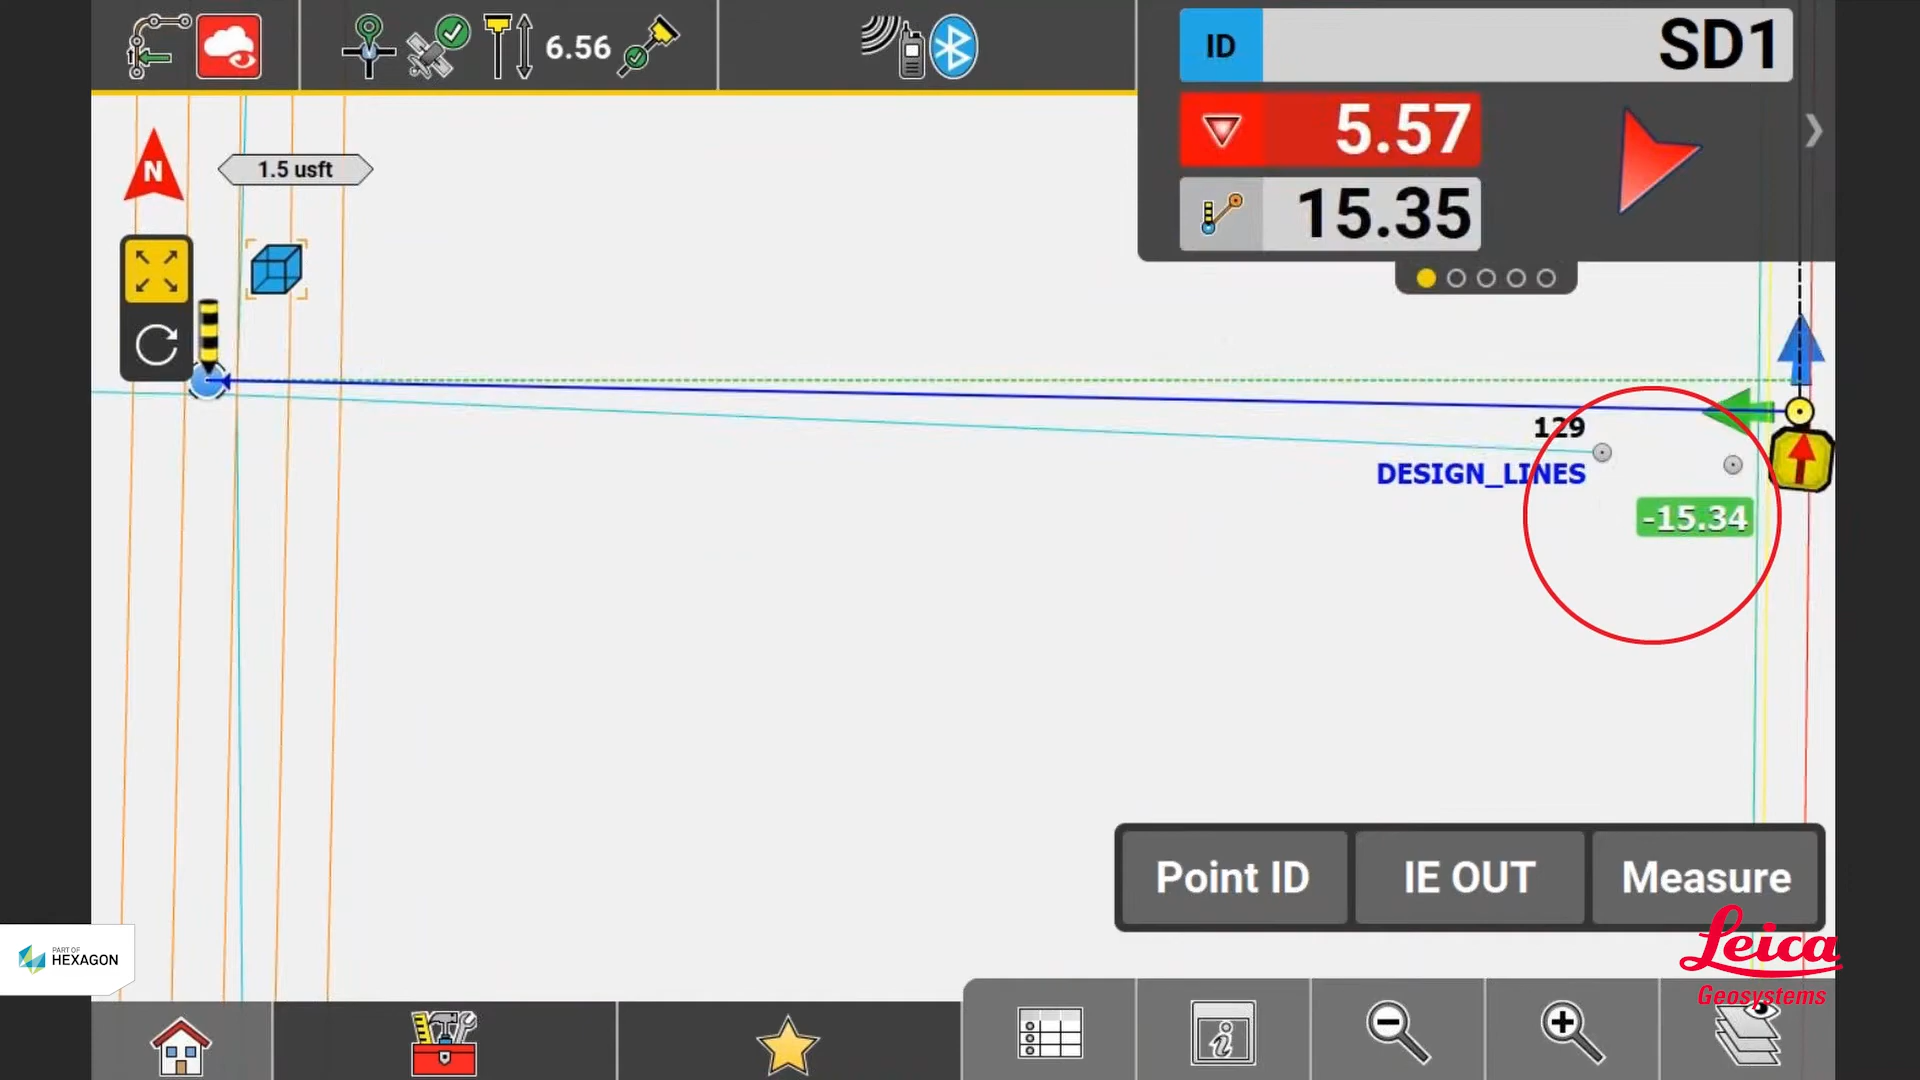 6.56
ID SD1
5.57
15.35
N
1.5 usft
129
DESIGN_LINES
-15.34
Point ID IE OUT Measure
PART OF
HEXAGON
Leica
Geosystems